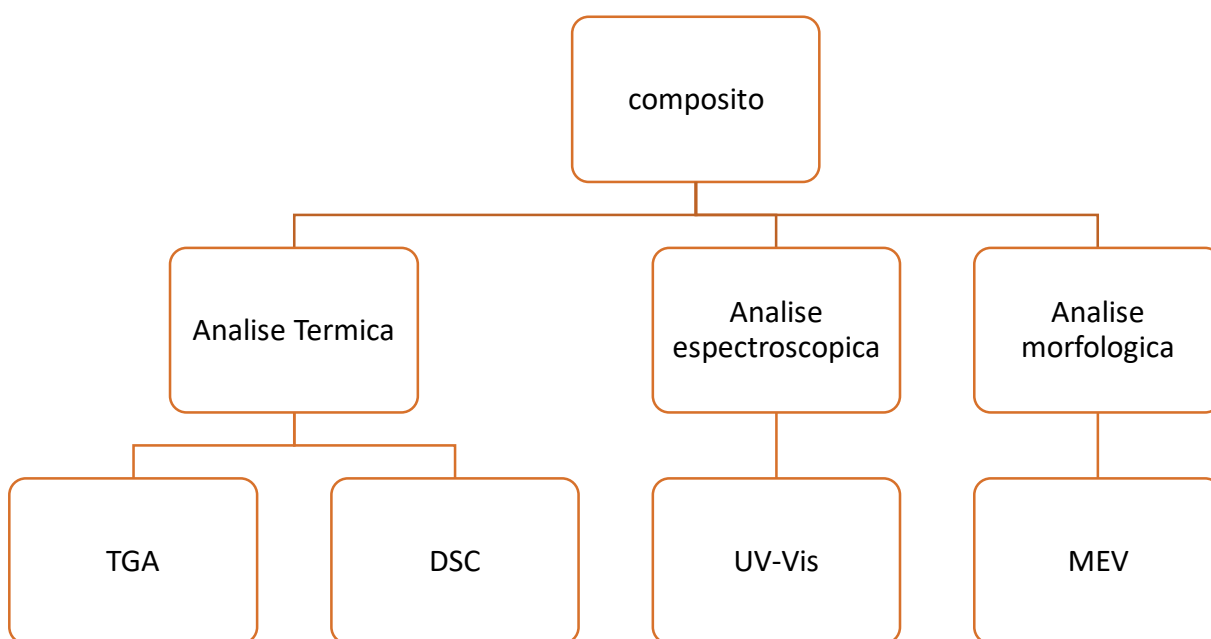 composito
Analise Termica
Analise
espectroscopica
Analise
morfologica
TGA
DSC
UV-Vis
MEV